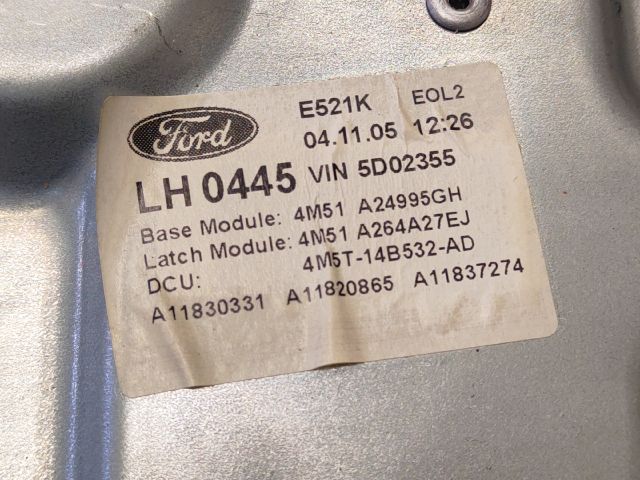 Ford
E521K EOL2
04.11.05 12:26
LH 0445 VIN 5D02355
Base Module: 4M51 A24995GH
Latch Module: 4M51 A264A27EJ
DCU: 4M5T-14B532-AD
A11830331 A11820865 A11837274